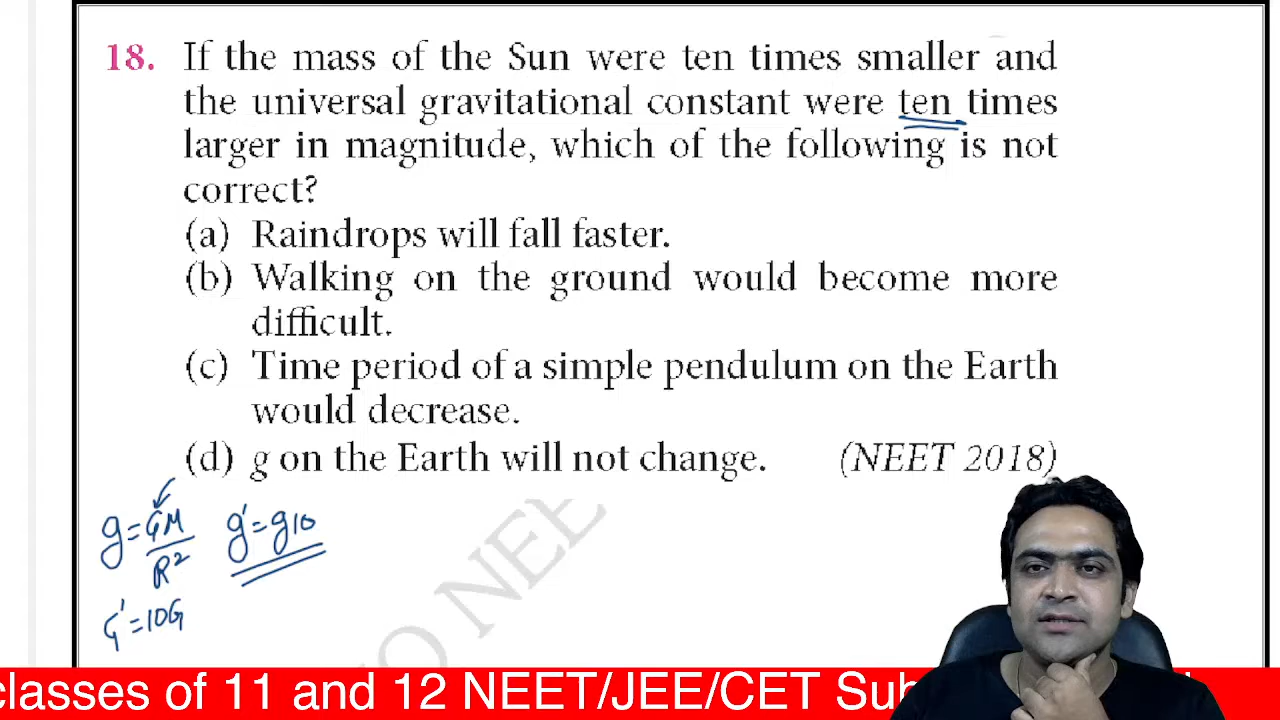 18. If the mass of the Sun were ten times smaller and
the universal gravitational constant were ten times
larger in magnitude, which of the following is not
correct?
(a) Raindrops will fall faster.
(b) Walking on the ground would become more
difficult.
(c) Time period of a simple pendulum on the Earth
would decrease.
(d) g on the Earth will not change. (NEET 2018)
g = GM / R² g' = g10
G' = 10G
O NEE
classes of 11 and 12 NEET/JEE/CET Sub